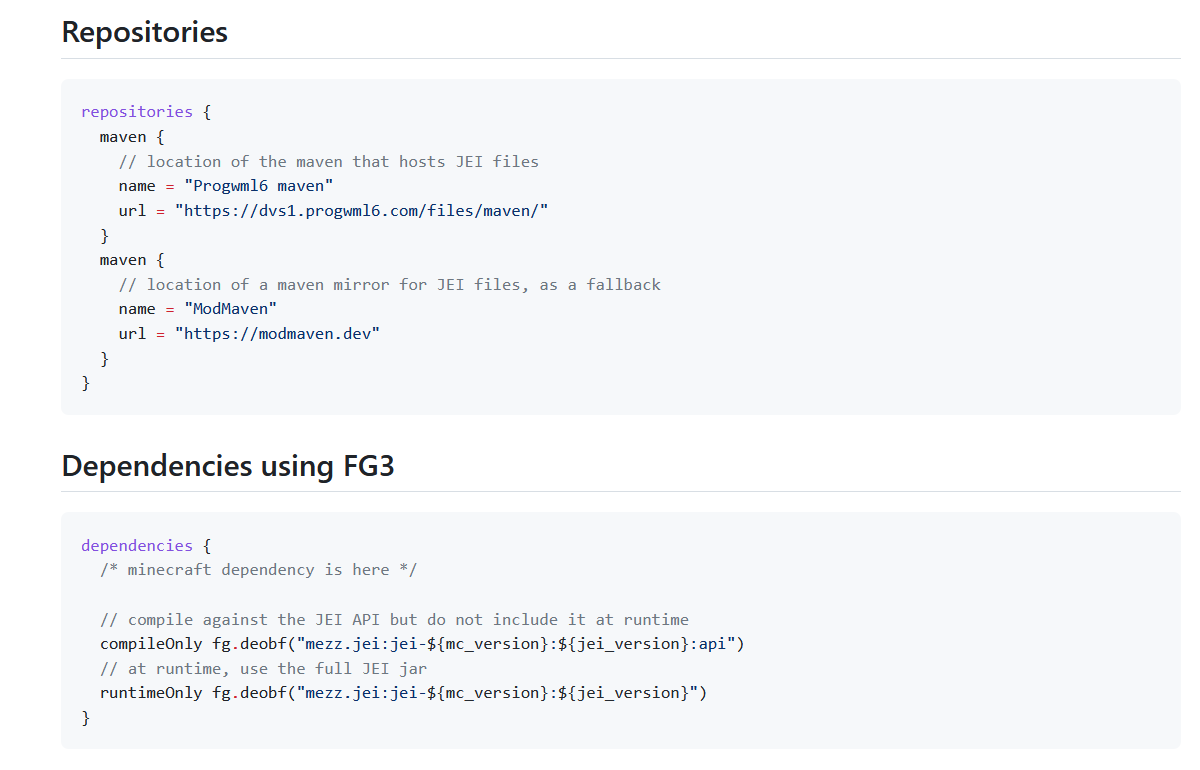 Repositories
repositories {
  maven {
    // location of the maven that hosts JEI files
    name = "Progwml6 maven"
    url = "https://dvs1.progwml6.com/files/maven/"
  }
  maven {
    // location of a maven mirror for JEI files, as a fallback
    name = "ModMaven"
    url = "https://modmaven.dev"
  }
}
Dependencies using FG3
dependencies {
  /* minecraft dependency is here */
  // compile against the JEI API but do not include it at runtime
  compileOnly fg.deobf("mezz.jei:jei-${mc_version}:${jei_version}:api")
  // at runtime, use the full JEI jar
  runtimeOnly fg.deobf("mezz.jei:jei-${mc_version}:${jei_version}")
}